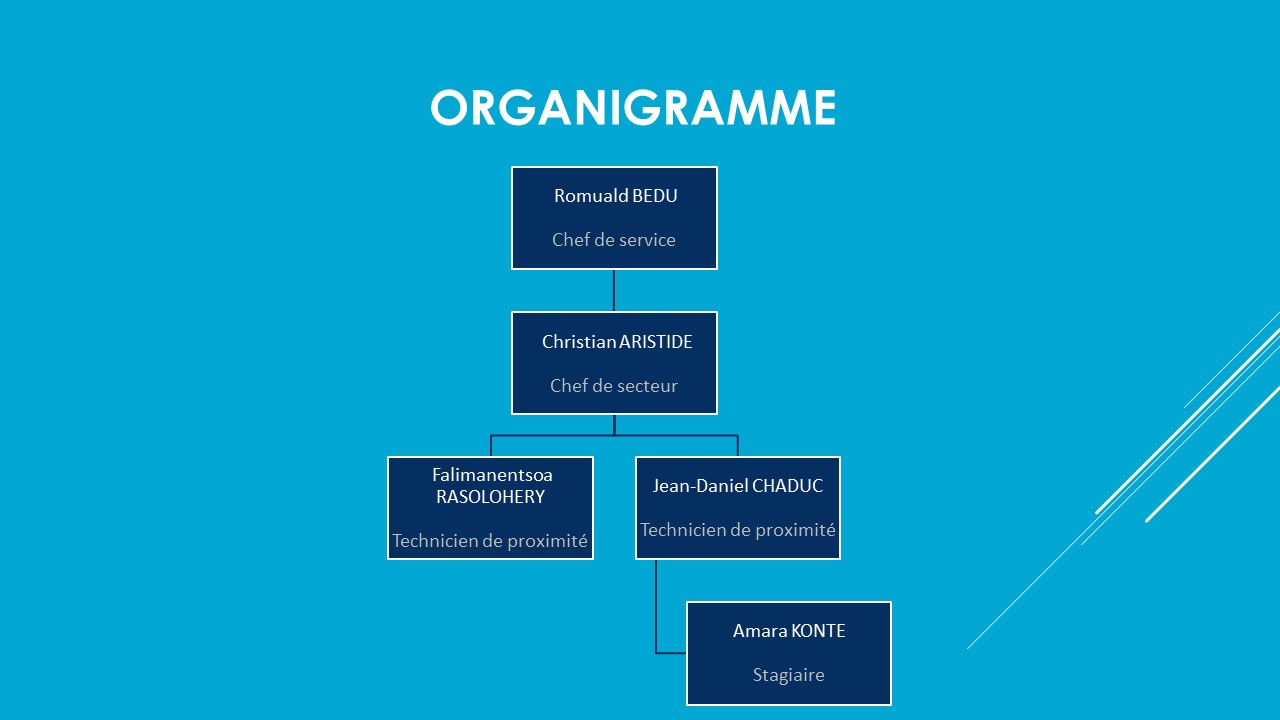 ORGANIGRAMME
Romuald BEDU
Chef de service
Christian ARISTIDE
Chef de secteur
Falimanentsoa
RASOLOHERY
Technicien de proximité
Jean-Daniel CHADUC
Technicien de proximité
Amara KONTE
Stagiaire